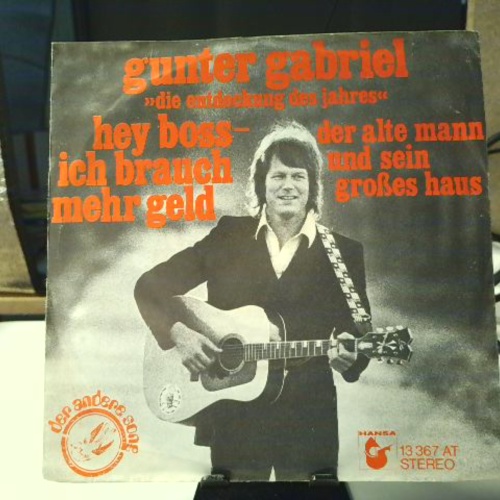 gunter gabriel
»die entdeckung des jahres«
hey boss-
ich brauch
mehr geld
der alte mann
und sein
großes haus
der andere song
HANSA
13 367 AT
STEREO